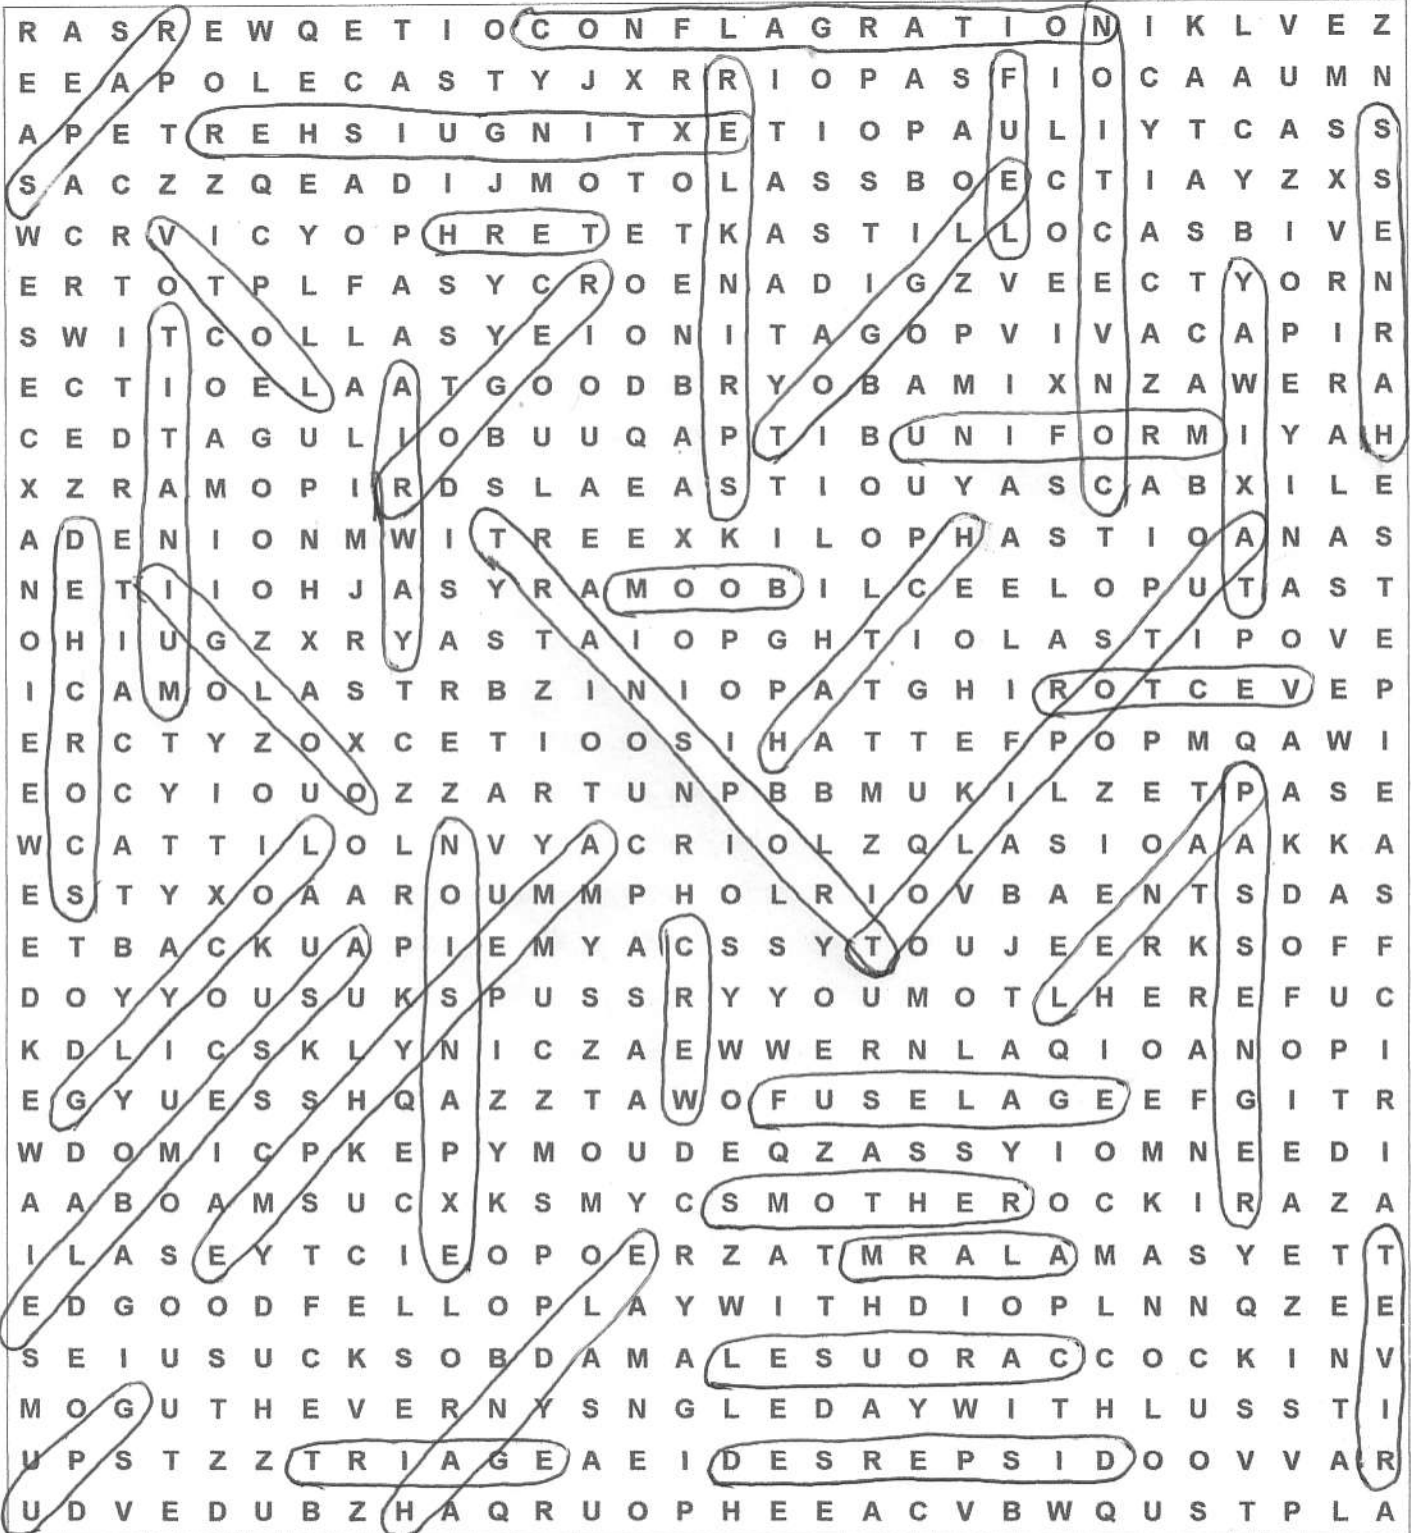 R A S R E W Q E T I O C O N F L A G R A T I O N I K L V E Z
E E A P O L E C A S T Y J X R R I O P A S F I O C A A U M N
A P E T R E H S I U G N I T X E T I O P A U L I Y T C A S S
S A C Z Z Q E A D I J M O T O L A S S B O E C T I A Y Z X S
W C R V I C Y O P H R E T E T K A S T I L L O C A S B I V E
E R T O T P L F A S Y C R O E N A D I G Z V E E C T Y O R N
S W I T C O L L A S Y E I O N I T A G O P V I V A C A P I R
E C T I O E L A A T G O O D B R Y O B A M I X N Z A W E R A
C E D T A G U L I O B U U Q A P T I B U N I F O R M I Y A H
X Z R A M O P I R D S L A E A S T I O U Y A S C A B X I L E
A D E N I O N M W I T R E E X K I L O P H A S T I O A N A S
N E T I I O H J A S Y R A M O O B I L C E E L O P U T A S T
O H I U G Z X R Y A S T A I O P G H T I O L A S T I P O V E
I C A M O L A S T R B Z I N I O P A T G H I R O T C E V E P
E R C T Y Z O X C E T I O O S I H A T T E F P O P M Q A W I
E O C Y I O U O Z Z A R T U N P B B M U K I L Z E T P A S E
W C A T T I L O L N V Y A C R I O L Z Q L A S I O A A K K A
E S T Y X O A A R O U M M P H O L R I O V B A E N T S D A S
E T B A C K U A P I E M Y A C S S Y T O U J E E R K S O F F
D O Y Y O U S U K S P U S S R Y Y O U M O T L H E R E F U C
K D L I C S K L Y N I C Z A E W W E R N L A Q I O A N O P I
E G Y U E S S H Q A Z Z T A W O F U S E L A G E E F G I T R
W D O M I C P K E P Y M O U D E Q Z A S S Y I O M N E E D I
A A B O A M S U C X K S M Y C S M O T H E R O C K I R A Z A
I L A S E Y T C I E O P O E R Z A T M R A L A M A S Y E T T
E D G O O D F E L L O P L A Y W I T H D I O P L N N Q Z E E
S E I U S U C K S O B D A M A L E S U O R A C C O C K I N V
M O G U T H E V E R N Y S N G L E D A Y W I T H L U S S T I
U P S T Z Z T R I A G E A E I D E S R E P S I D O O V V A R
U D V E D U B Z H A Q R U O P H E E A C V B W Q U S T P L A